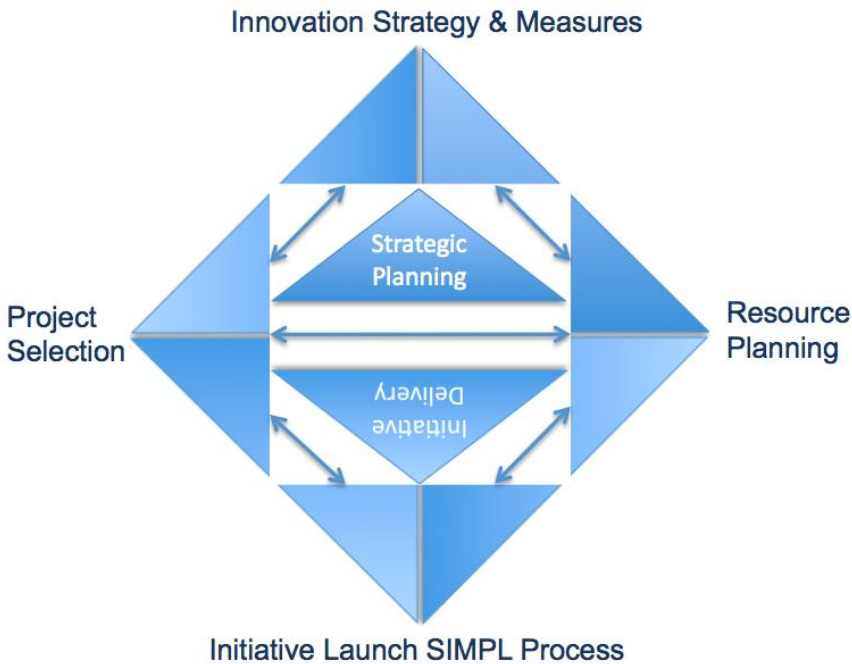 Innovation Strategy & Measures
Strategic
Planning
Project
Selection
Resource
Planning
Initiative
Delivery
Initiative Launch SIMPL Process